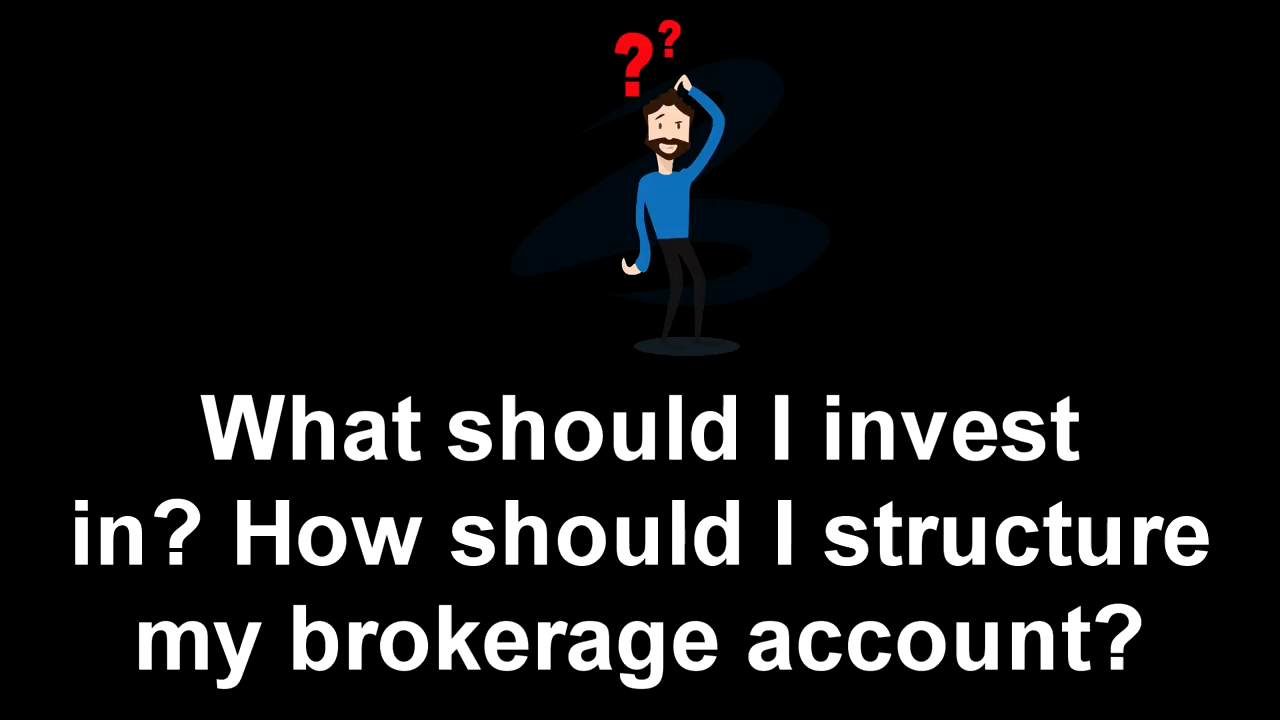 ? ?
What should I invest
in? How should I structure
my brokerage account?